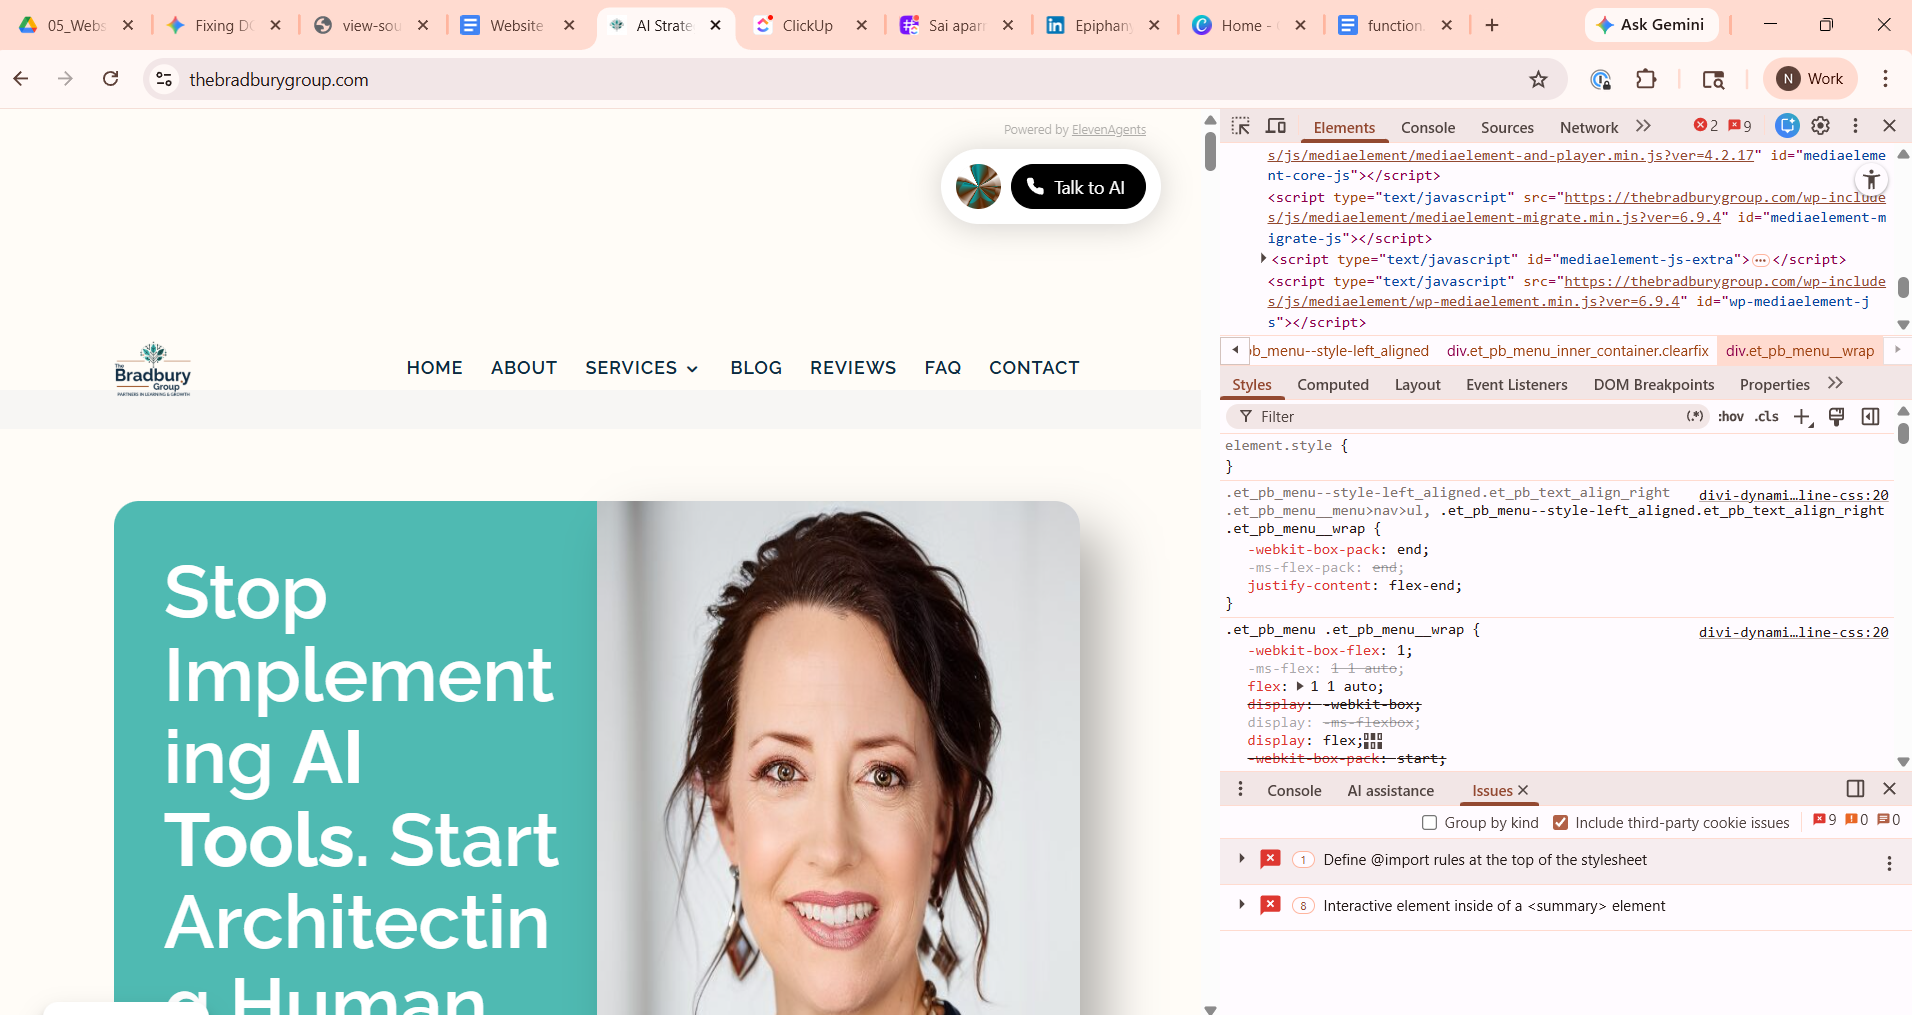 05_Webs
Fixing D
view-sou
Website
AI Strate
ClickUp
Sai apar
Epiphany
Home -
function.
Ask Gemini
thebradburygroup.com
N Work
Powered by ElevenAgents
Talk to AI
The
Bradbury
Group
PARTNERS IN LEARNING & GROWTH
HOME ABOUT SERVICES BLOG REVIEWS FAQ CONTACT
Stop
Implement
ing AI
Tools. Start
Architectin
g Human
Elements Console Sources Network 2 9
s/js/mediaelement/mediaelement-and-player.min.js?ver=4.2.17" id="mediaeleme
nt-core-js"></script>
<script type="text/javascript" src="https://thebradburygroup.com/wp-include
s/js/mediaelement/mediaelement-migrate.min.js?ver=6.9.4" id="mediaelement-m
igrate-js"></script>
<script type="text/javascript" id="mediaelement-js-extra">…</script>
<script type="text/javascript" src="https://thebradburygroup.com/wp-include
s/js/mediaelement/wp-mediaelement.min.js?ver=6.9.4" id="wp-mediaelement-j
s"></script>
b_menu--style-left_aligned div.et_pb_menu_inner_container.clearfix div.et_pb_menu__wrap
Styles Computed Layout Event Listeners DOM Breakpoints Properties
Filter (.*) :hov .cls
element.style {
}
.et_pb_menu--style-left_aligned.et_pb_text_align_right divi-dynami…line-css:20
.et_pb_menu__menu>nav>ul, .et_pb_menu--style-left_aligned.et_pb_text_align_right
.et_pb_menu__wrap {
-webkit-box-pack: end;
-ms-flex-pack: end;
justify-content: flex-end;
}
.et_pb_menu .et_pb_menu__wrap { divi-dynami…line-css:20
-webkit-box-flex: 1;
-ms-flex: 1 1 auto;
flex: 1 1 auto;
display: -webkit-box;
display: -ms-flexbox;
display: flex;
-webkit-box-pack: start;
Console AI assistance Issues
Group by kind Include third-party cookie issues 9 0 0
1 Define @import rules at the top of the stylesheet
8 Interactive element inside of a <summary> element